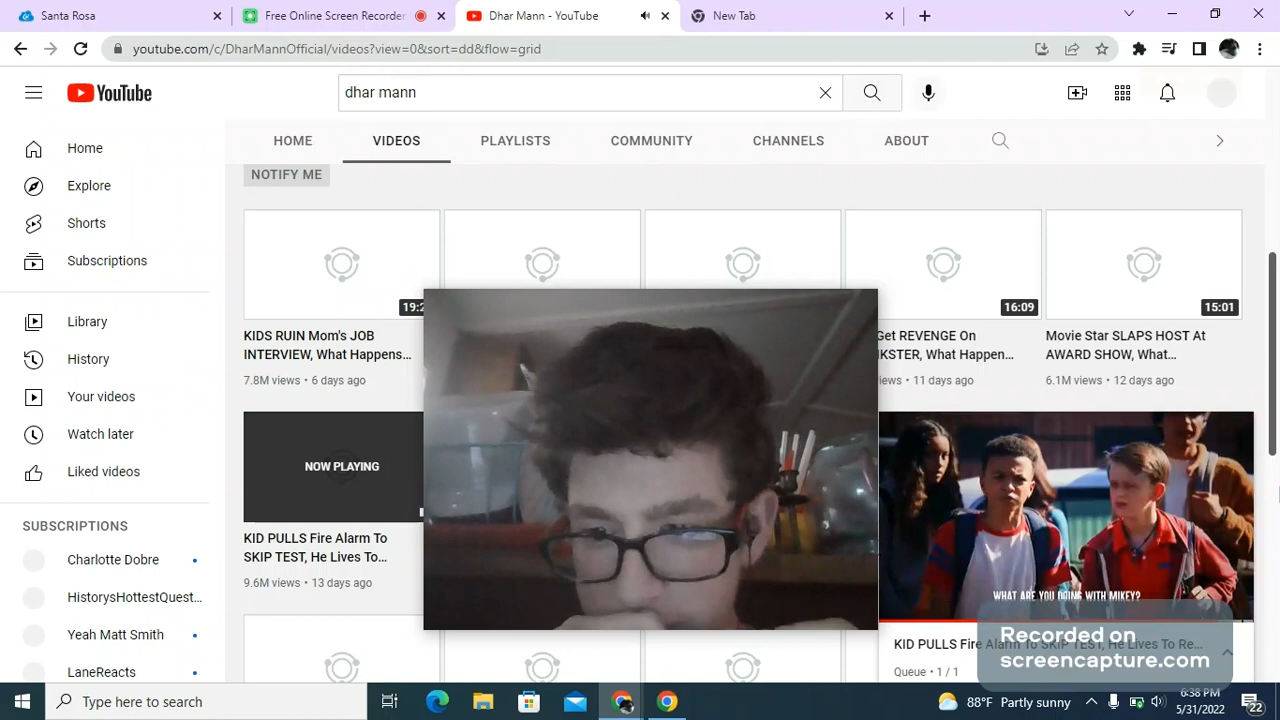 Santa Rosa
Free Online Screen Recorder
Dhar Mann - YouTube
New Tab
youtube.com/c/DharMannOfficial/videos?view=0&sort=dd&flow=grid
YouTube
dhar mann
HOME
VIDEOS
PLAYLISTS
COMMUNITY
CHANNELS
ABOUT
Home
Explore
Shorts
Subscriptions
Library
History
Your videos
Watch later
Liked videos
SUBSCRIPTIONS
Charlotte Dobre
HistorysHottestQuest...
Yeah Matt Smith
LaneReacts
NOTIFY ME
19:2
16:09
15:01
KIDS RUIN Mom's JOB
INTERVIEW, What Happens...
7.8M views • 6 days ago
Get REVENGE On
KSTER, What Happen...
iews • 11 days ago
Movie Star SLAPS HOST At
AWARD SHOW, What...
6.1M views • 12 days ago
NOW PLAYING
KID PULLS Fire Alarm To
SKIP TEST, He Lives To...
9.6M views • 13 days ago
WHAT ARE YOU DOING WITH MIKEY?
KID PULLS Fire Alarm To SKIP TEST, He Lives To Re...
Queue • 1 / 1
Recorded on
screencapture.com
Type here to search
88°F Partly sunny
6:38 PM
5/31/2022
22